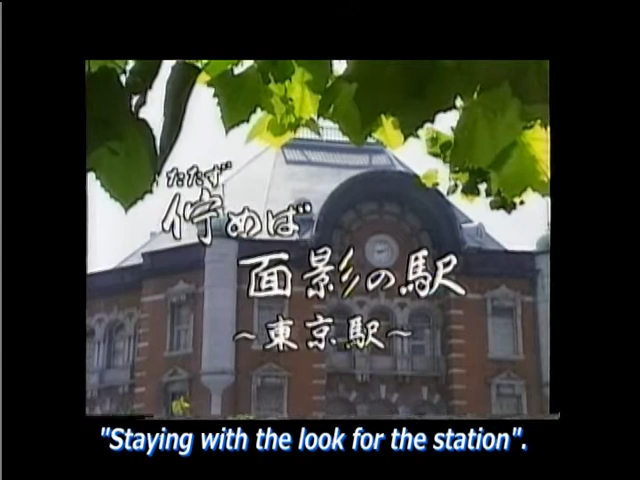 たたず
佇めば
面影の駅
～東京駅～
"Staying with the look for the station".